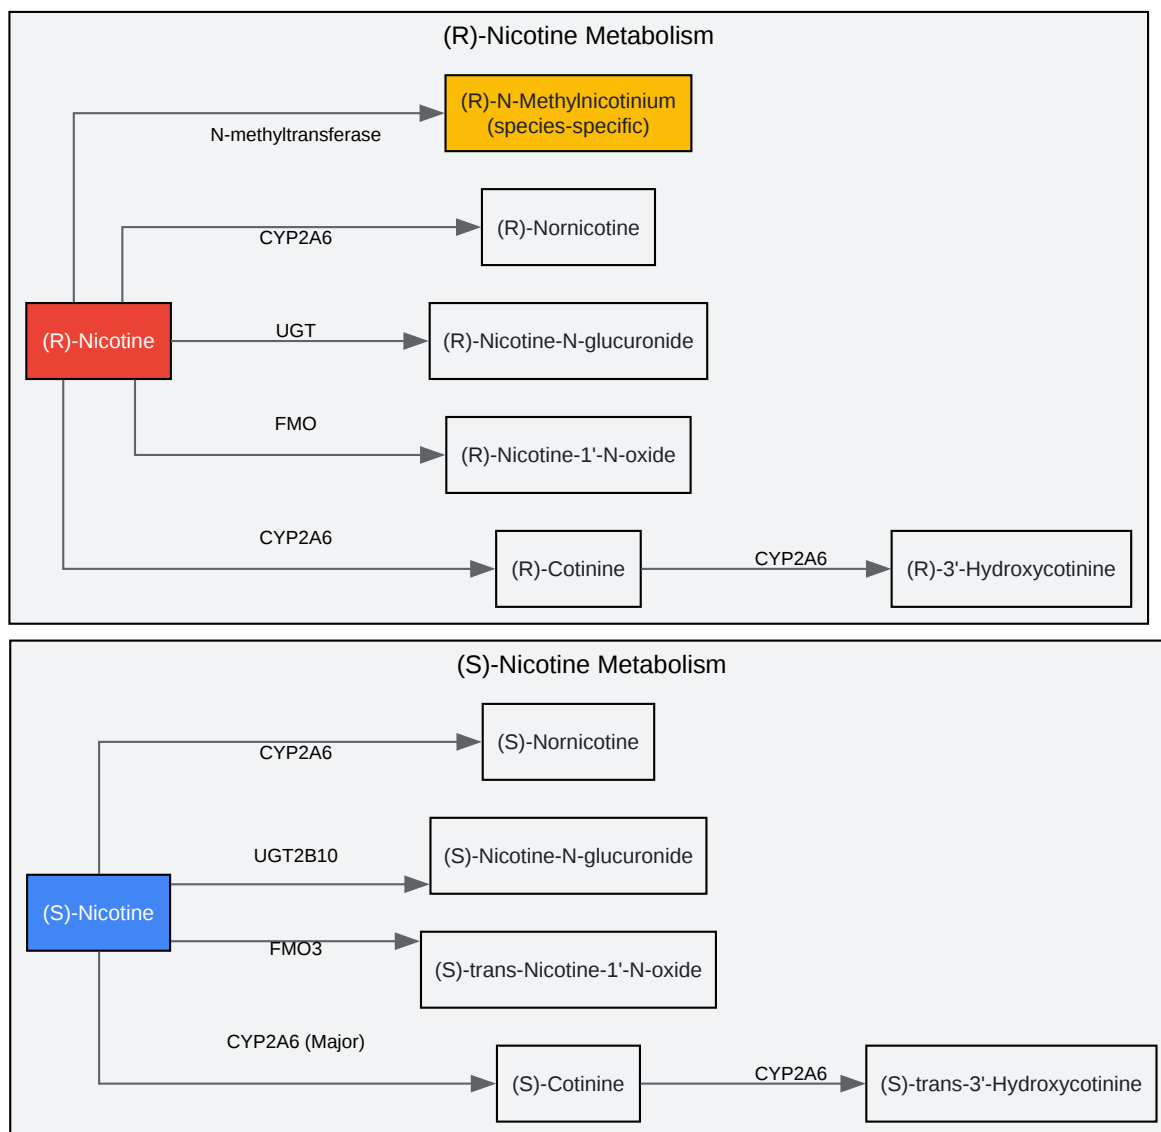 (R)-Nicotine Metabolism
(R)-N-Methylnicotinium
(species-specific)
N-methyltransferase
(R)-Nornicotine
CYP2A6
(R)-Nicotine
UGT
(R)-Nicotine-N-glucuronide
FMO
(R)-Nicotine-1'-N-oxide
CYP2A6
(R)-Cotinine
CYP2A6
(R)-3'-Hydroxycotinine
(S)-Nicotine Metabolism
(S)-Nornicotine
CYP2A6
UGT2B10
(S)-Nicotine-N-glucuronide
(S)-Nicotine
FMO3
(S)-trans-Nicotine-1'-N-oxide
CYP2A6 (Major)
(S)-Cotinine
CYP2A6
(S)-trans-3'-Hydroxycotinine